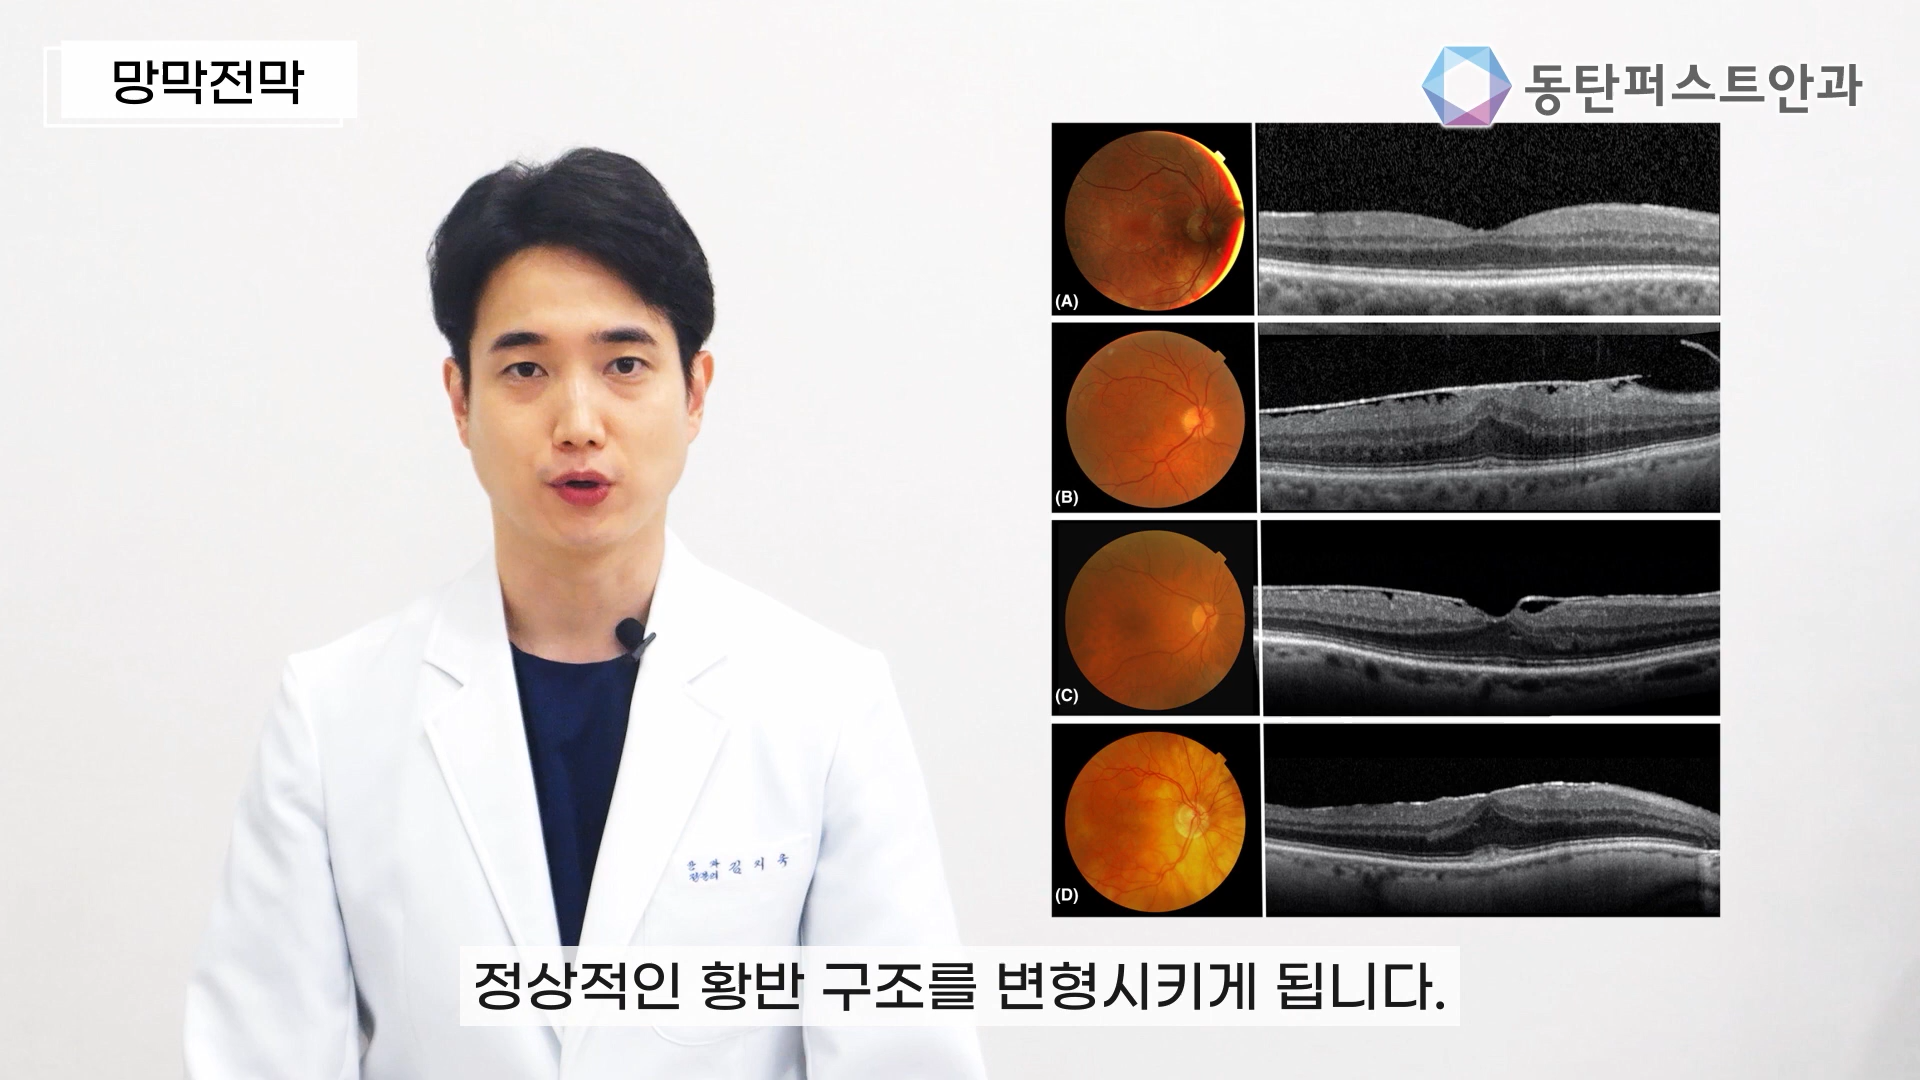 망막전막
동탄퍼스트안과
(A)
(B)
(C)
(D)
김
정상적인 황반 구조를 변형시키게 됩니다.